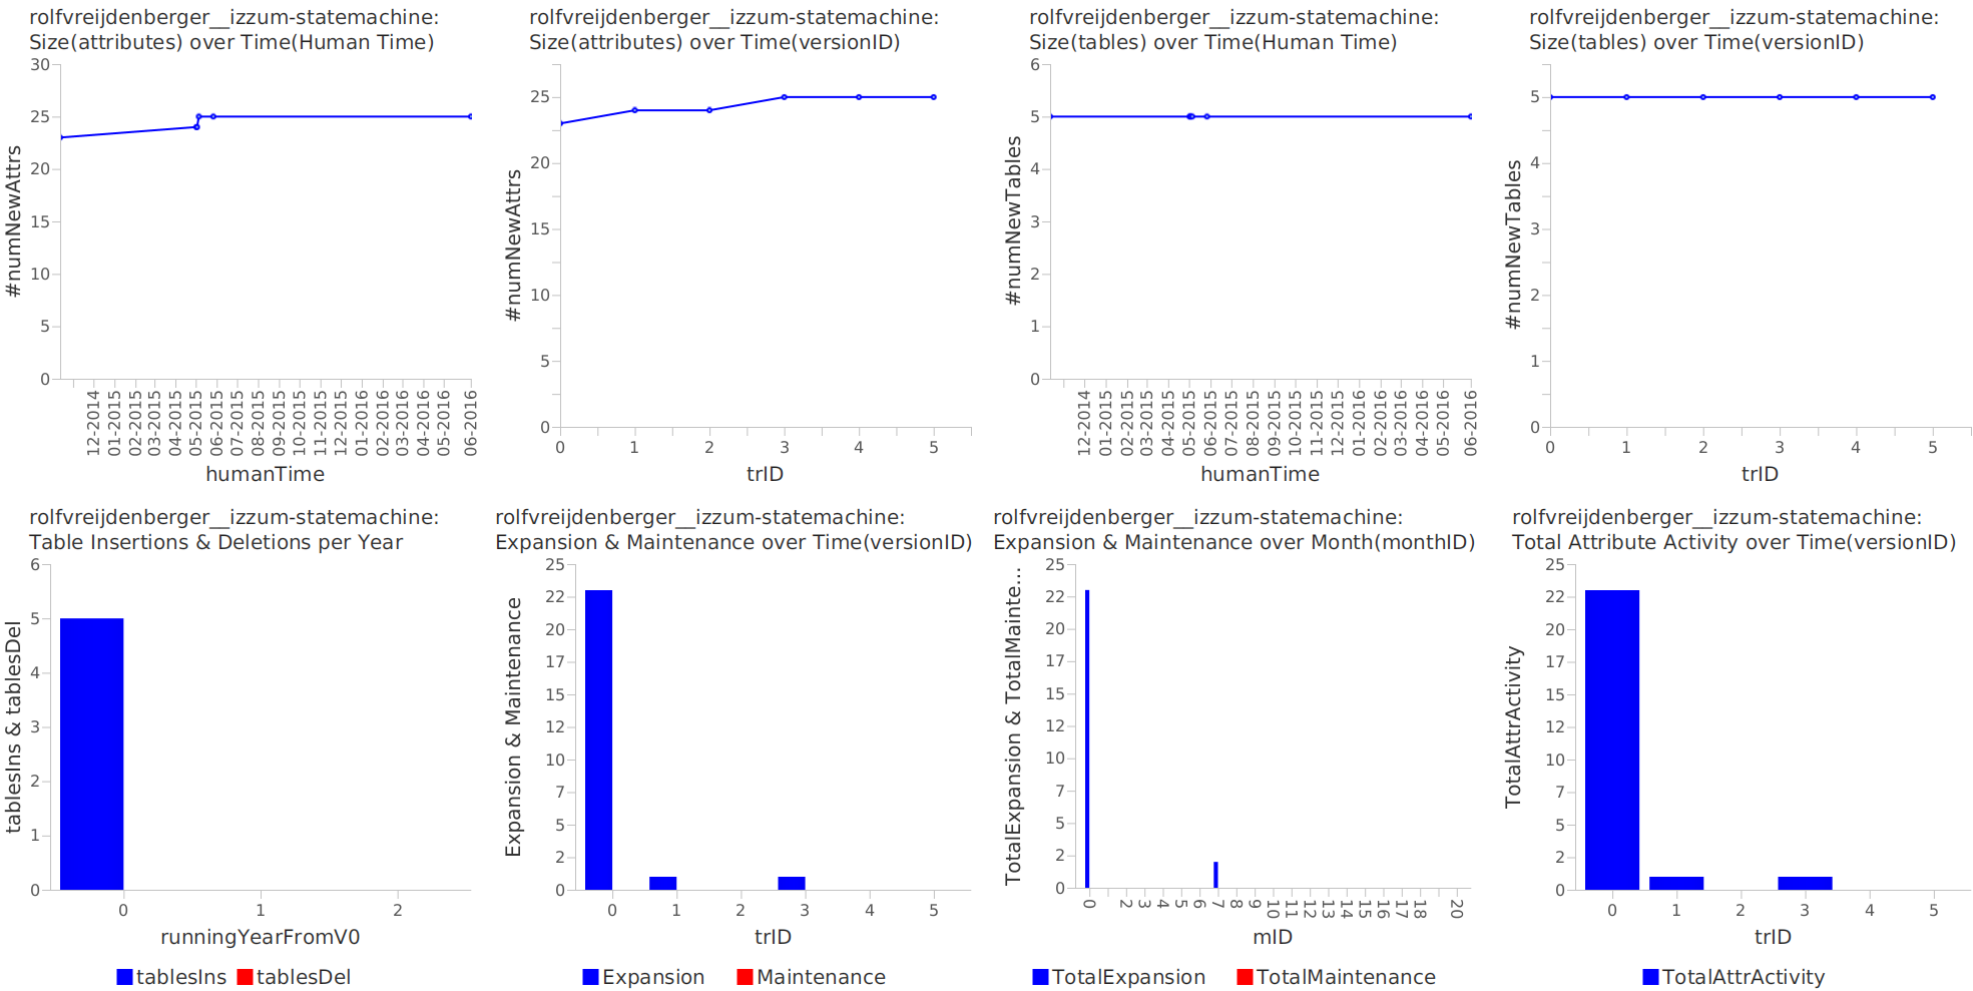 rolfvreijdenberger__izzum-statemachine:
Size(attributes) over Time(Human Time)
30
25
20
15
10
5
0
#numNewAttrs
12-2014
01-2015
02-2015
03-2015
04-2015
05-2015
06-2015
07-2015
08-2015
09-2015
10-2015
11-2015
12-2015
01-2016
02-2016
03-2016
04-2016
05-2016
06-2016
humanTime
rolfvreijdenberger__izzum-statemachine:
Size(attributes) over Time(versionID)
25
20
15
10
5
0
#numNewAttrs
0 1 2 3 4 5
trID
rolfvreijdenberger__izzum-statemachine:
Size(tables) over Time(Human Time)
6
5
4
3
2
1
0
#numNewTables
12-2014
01-2015
02-2015
03-2015
04-2015
05-2015
06-2015
07-2015
08-2015
09-2015
10-2015
11-2015
12-2015
01-2016
02-2016
03-2016
04-2016
05-2016
06-2016
humanTime
rolfvreijdenberger__izzum-statemachine:
Size(tables) over Time(versionID)
5
4
3
2
1
0
#numNewTables
0 1 2 3 4 5
trID
rolfvreijdenberger__izzum-statemachine:
Table Insertions & Deletions per Year
6
5
4
3
2
1
0
tablesIns & tablesDel
0 1 2
runningYearFromV0
tablesIns tablesDel
rolfvreijdenberger__izzum-statemachine:
Expansion & Maintenance over Time(versionID)
25
22
20
17
15
12
10
7
5
2
0
Expansion & Maintenance
0 1 2 3 4 5
trID
Expansion Maintenance
rolfvreijdenberger__izzum-statemachine:
Expansion & Maintenance over Month(monthID)
25
22
20
17
15
12
10
7
5
2
0
TotalExpansion & TotalMainte...
0 2 3 4 5 6 7 8 9 10 11 12 13 14 15 16 17 18 20
mID
TotalExpansion TotalMaintenance
rolfvreijdenberger__izzum-statemachine:
Total Attribute Activity over Time(versionID)
25
22
20
17
15
12
10
7
5
2
0
TotalAttrActivity
0 1 2 3 4 5
trID
TotalAttrActivity